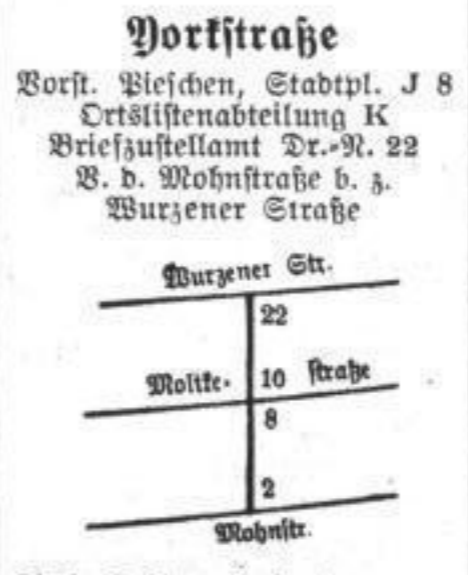 Yorkstraße
Vorst. Pieschen, Stadtpl. J 8
Ortslistenabteilung K
Briefzustellamt Dr.-N. 22
V. d. Mohnstraße b. z.
Wurzener Straße
Wurzener Str.
22
Moltke- 10 straße
8
2
Mohnstr.